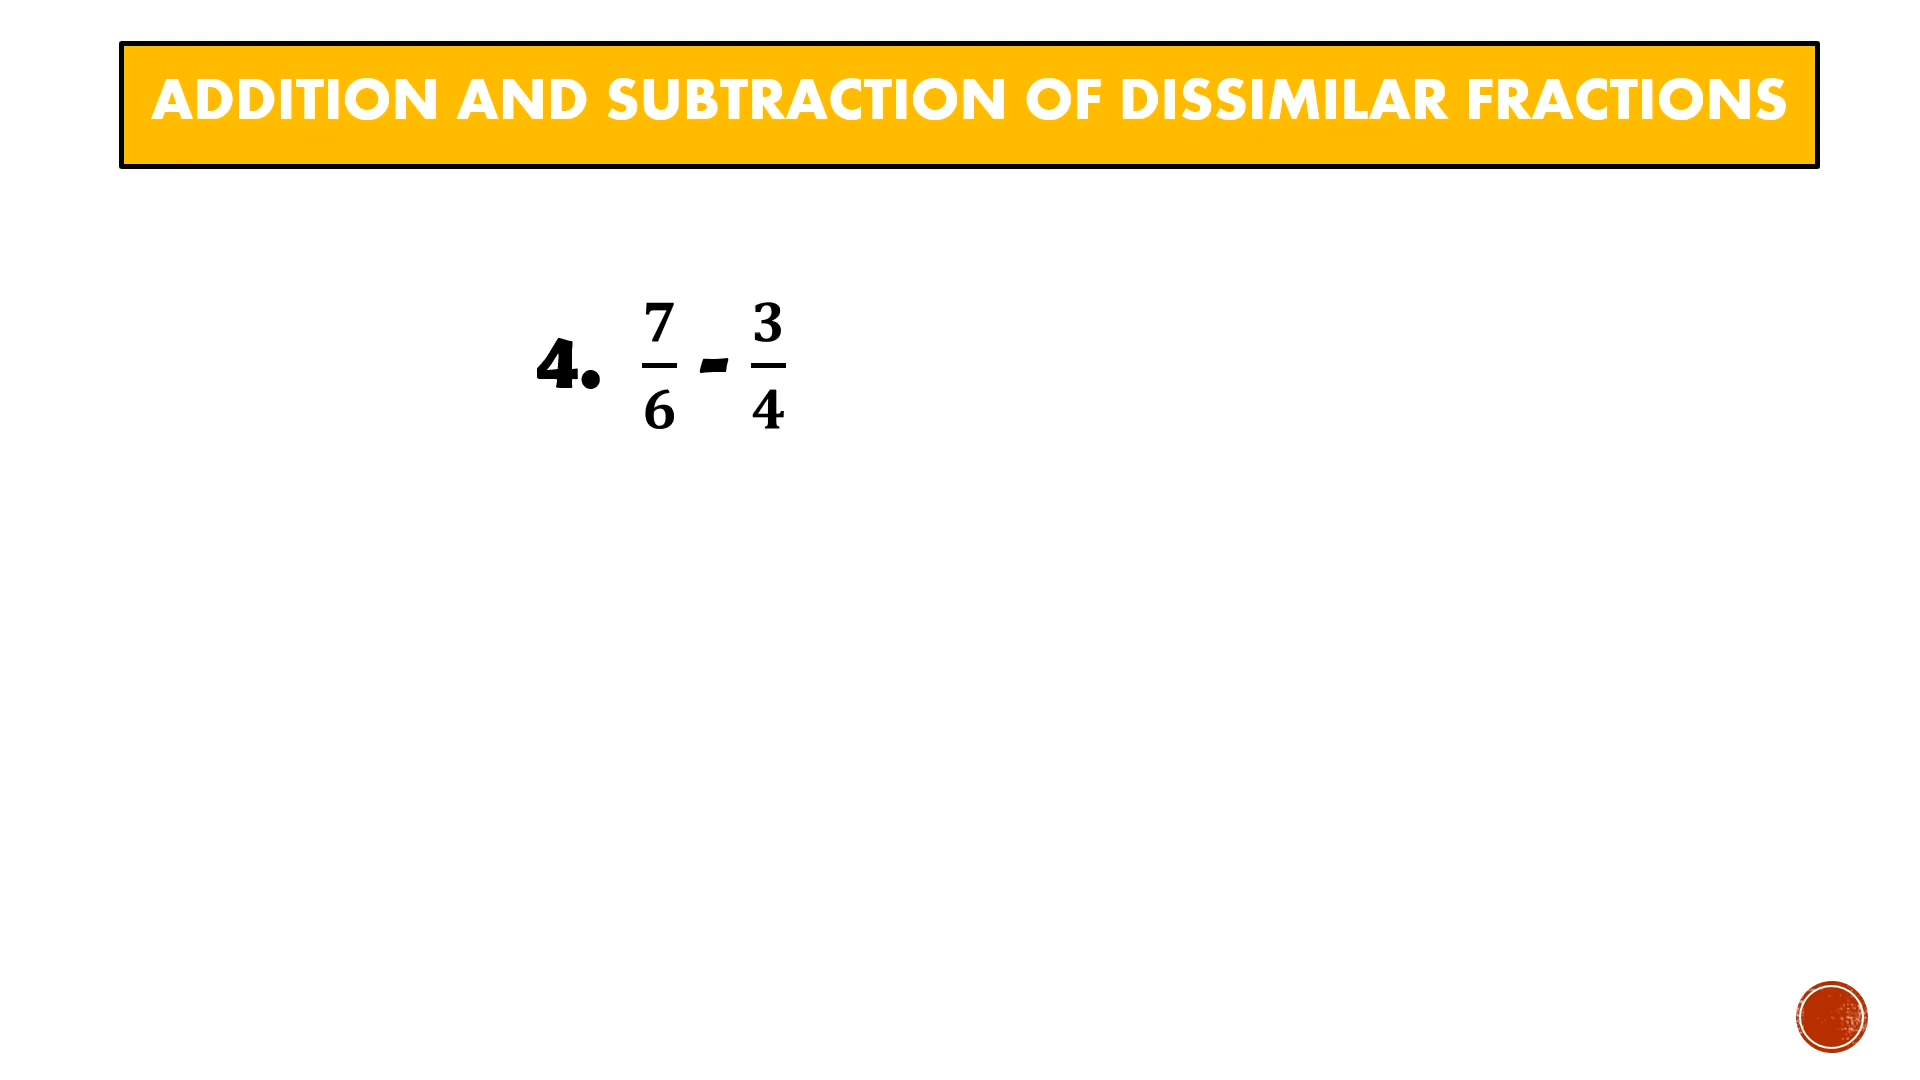 ADDITION AND SUBTRACTION OF DISSIMILAR FRACTIONS
4. 7/6 - 3/4